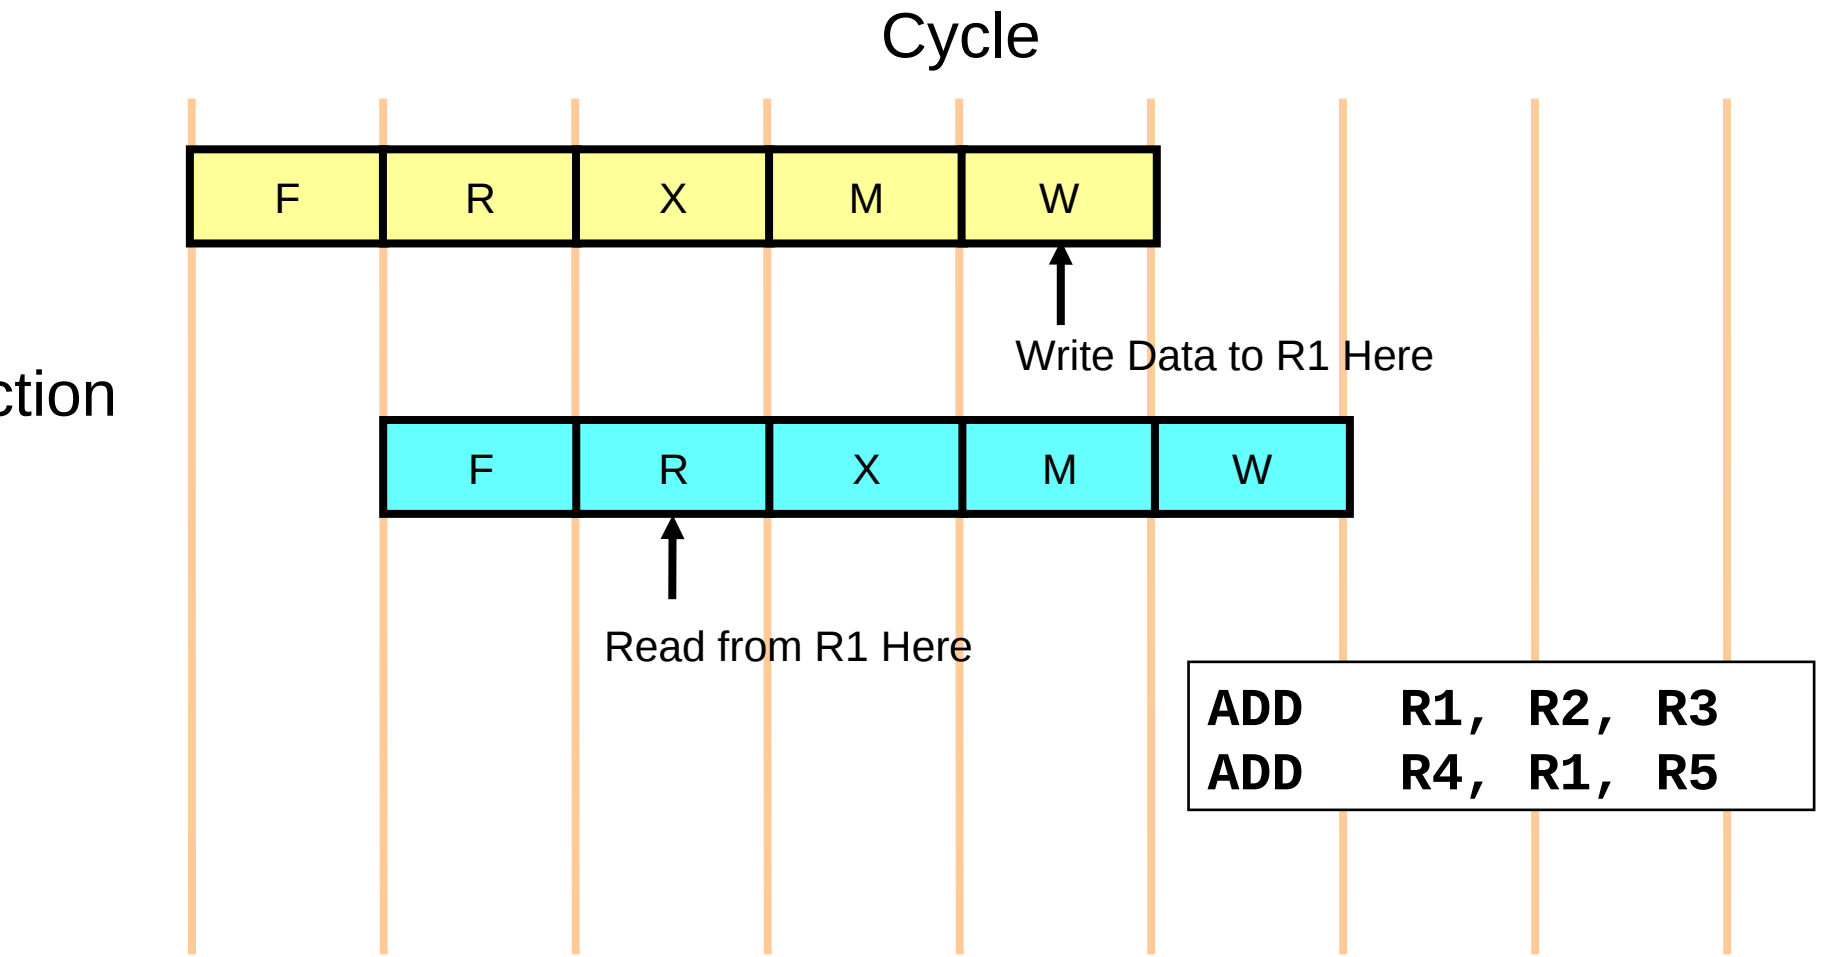 Cycle
F R X M W
Write Data to R1 Here
ction
F R X M W
Read from R1 Here
ADD R1, R2, R3
ADD R4, R1, R5